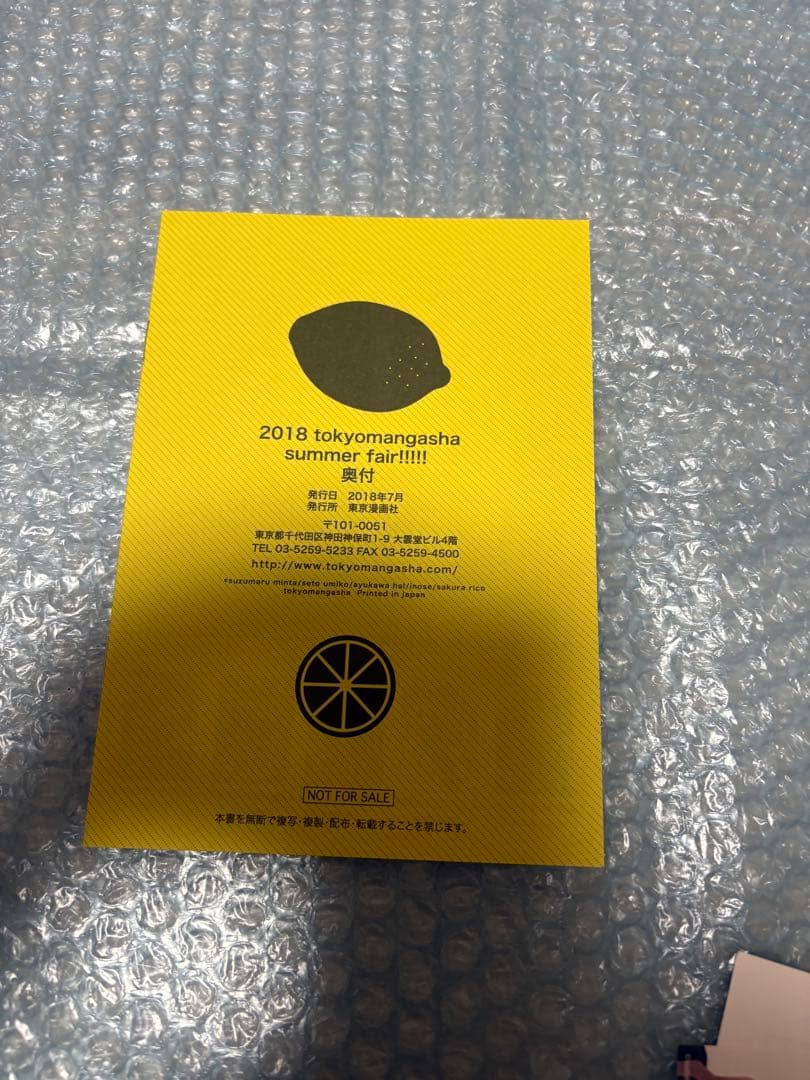 2018 tokyomangasha
summer fair!!!!!
奥付
発行日 2018年7月
発行所 東京漫画社
〒101-0051
東京都千代田区神田神保町1-9 大雲堂ビル4階
TEL 03-5259-5233 FAX 03-5259-4500
http://www.tokyomangasha.com/
©suzumaru minta/seto umiko/ayukawa hal/inose/sakura rico
tokyomangasha Printed in japan
NOT FOR SALE
本書を無断で複写・複製・配布・転載することを禁じます。